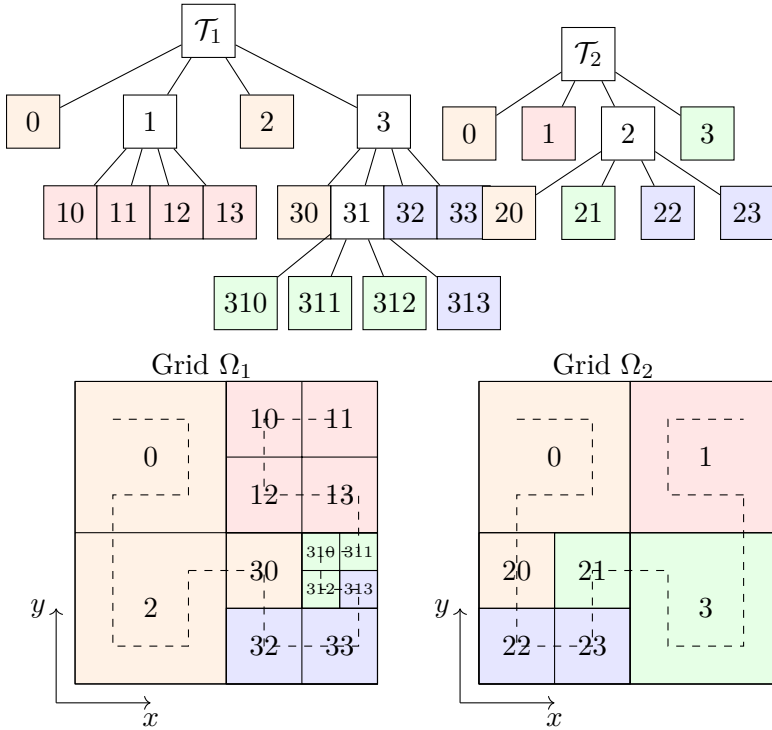 𝒯₁
𝒯₂
0 1 2 3
0 1 2 3
10 11 12 13
30 31 32 33
20 21 22 23
310 311 312 313
Grid Ω₁
Grid Ω₂
10 11
0
12 13
0 1
310 311
30
312 313
2
32 33
20 21
3
22 23
y
x
y
x